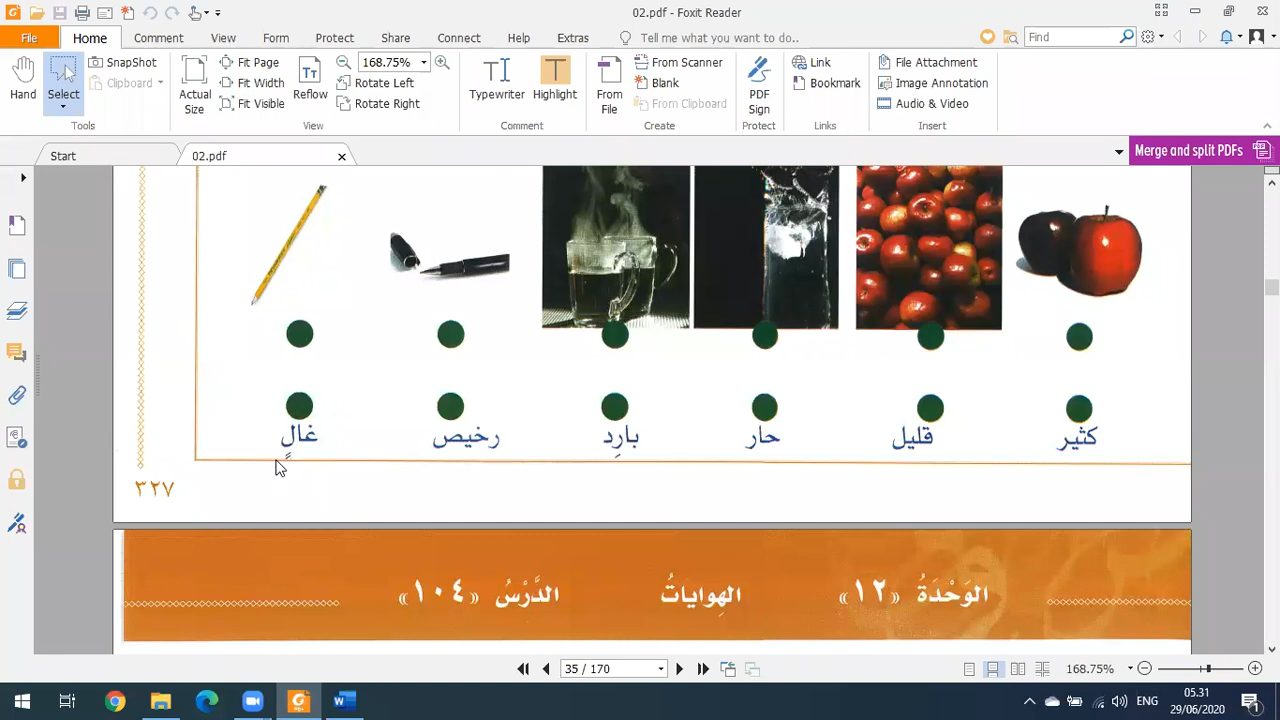 02.pdf - Foxit Reader
File Home Comment View Form Protect Share Connect Help Extras Tell me what you want to do.. Find
Hand
Select
SnapShot
Clipboard
Tools
Actual Size
Fit Page
Fit Width
Fit Visible
Reflow
168.75%
Rotate Left
Rotate Right
View
Typewriter
Highlight
Comment
From File
From Scanner
Blank
From Clipboard
Create
PDF Sign
Protect
Link
Bookmark
Links
File Attachment
Image Annotation
Audio & Video
Insert
Start 02.pdf Merge and split PDFs
كثير قليل حار بارِد رخيص غالٍ
٣٢٧
الوَحْدَةُ «١٢» الهِواياتُ الدَّرْسُ «١٠٤»
35 / 170 168.75%
ENG 05.31
29/06/2020
1